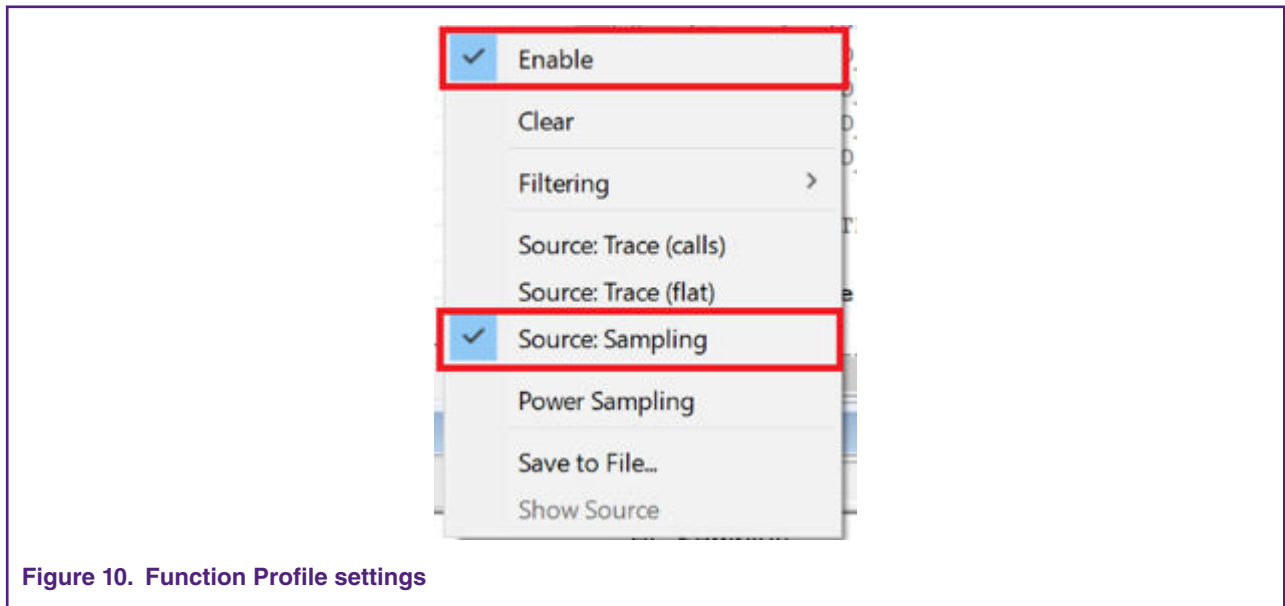 Enable
Clear
Filtering
Source: Trace (calls)
Source: Trace (flat)
Source: Sampling
Power Sampling
Save to File...
Show Source
Figure 10. Function Profile settings